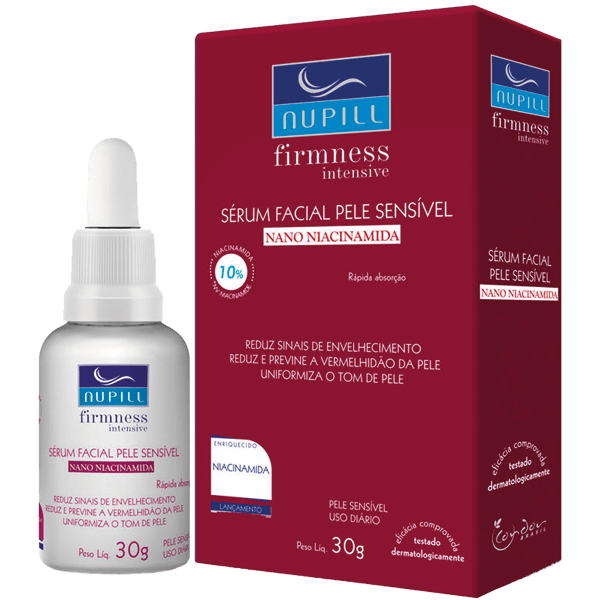 NUPILL
firmness
intensive
SÉRUM FACIAL PELE SENSÍVEL
NANO NIACINAMIDA
NIACINAMIDA
10%
Rápida absorção
REDUZ SINAIS DE ENVELHECIMENTO
REDUZ E PREVINE A VERMELHIDÃO DA PELE
UNIFORMIZA O TOM DE PELE
ENRIQUECIDO
NIACINAMIDA
LANÇAMENTO
PELE SENSÍVEL
USO DIÁRIO
Peso Líq. 30g
eficácia comprovada
testado
dermatologicamente
NUPILL
SÉRUM FACIAL
PELE SENSÍVEL
NANO NIACINAMIDA
eficácia comprovada
testado
dermatologicamente
BRASIL
NUPILL
firmness
intensive
SÉRUM FACIAL PELE SENSÍVEL
NANO NIACINAMIDA
Rápida
REDUZ SINAIS DE ENVELHECIMENTO
REDUZ E PREVINE A VERMELHIDÃO DA PELE
UNIFORMIZA O TOM DE PELE
PELE
USO
Peso Líq. 30g